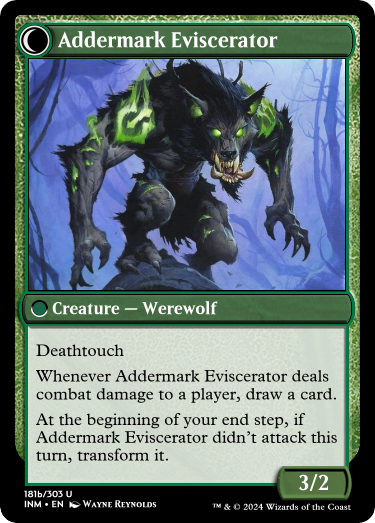 Addermark Eviscerator
Creature — Werewolf
Deathtouch
Whenever Addermark Eviscerator deals
combat damage to a player, draw a card.
At the beginning of your end step, if
Addermark Eviscerator didn't attack this
turn, transform it.
3/2
181b/303 U
INM • EN Wayne Reynolds
™ & © 2024 Wizards of the Coast